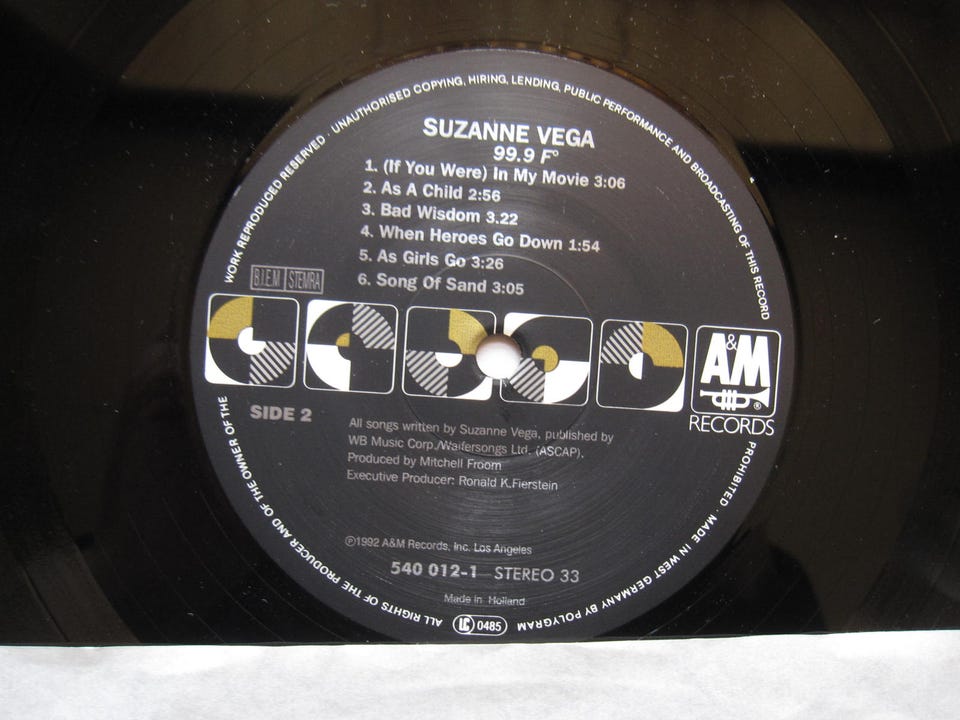 WORK REPRODUCED RESERVED · UNAUTHORISED COPYING, HIRING, LENDING, PUBLIC PERFORMANCE AND BROADCASTING OF THIS RECORD
SUZANNE VEGA
99.9 F°
1. (If You Were) In My Movie 3:06
2. As A Child 2:56
3. Bad Wisdom 3.22
4. When Heroes Go Down 1:54
5. As Girls Go 3:26
6. Song Of Sand 3:05
B.I.E.M STEMRA
A&M ®
RECORDS
SIDE 2
All songs written by Suzanne Vega, published by
WB Music Corp./Waifersongs Ltd. (ASCAP),
Produced by Mitchell Froom
Executive Producer: Ronald K.Fierstein
℗1992 A&M Records, Inc. Los Angeles
540 012-1 STEREO 33
Made in Holland
LC 0485
PROHIBITED · MADE IN WEST GERMANY BY POLYGRAM
ALL RIGHTS OF THE PRODUCER AND OF THE OWNER OF THE